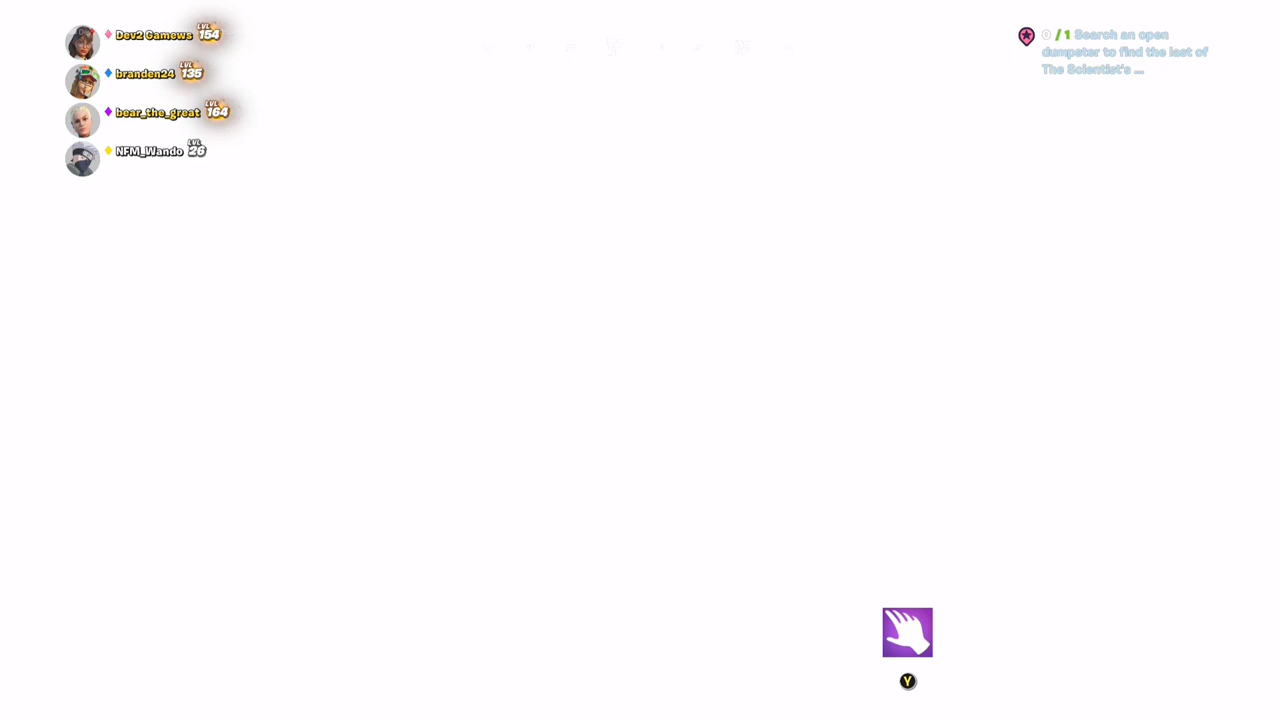 Dev2 Gamews LVL 154
branden24 LVL 135
bear_the_great LVL 164
NFM_Wando LVL 26
0 / 1 Search an open
dumpster to find the last of
The Scientist's ...
W
Y